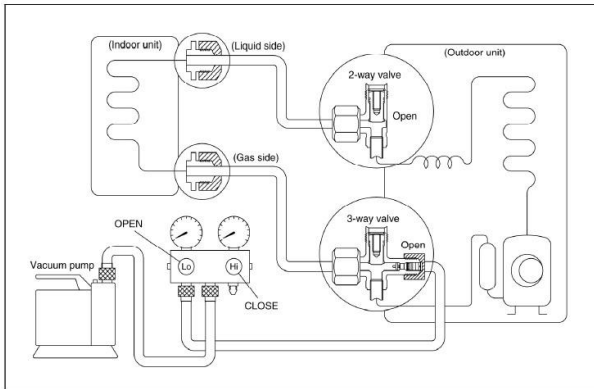 (Indoor unit)
(Liquid side)
(Outdoor unit)
2-way valve
Open
(Gas side)
3-way valve
Open
OPEN
Lo
Hi
CLOSE
Vacuum pump